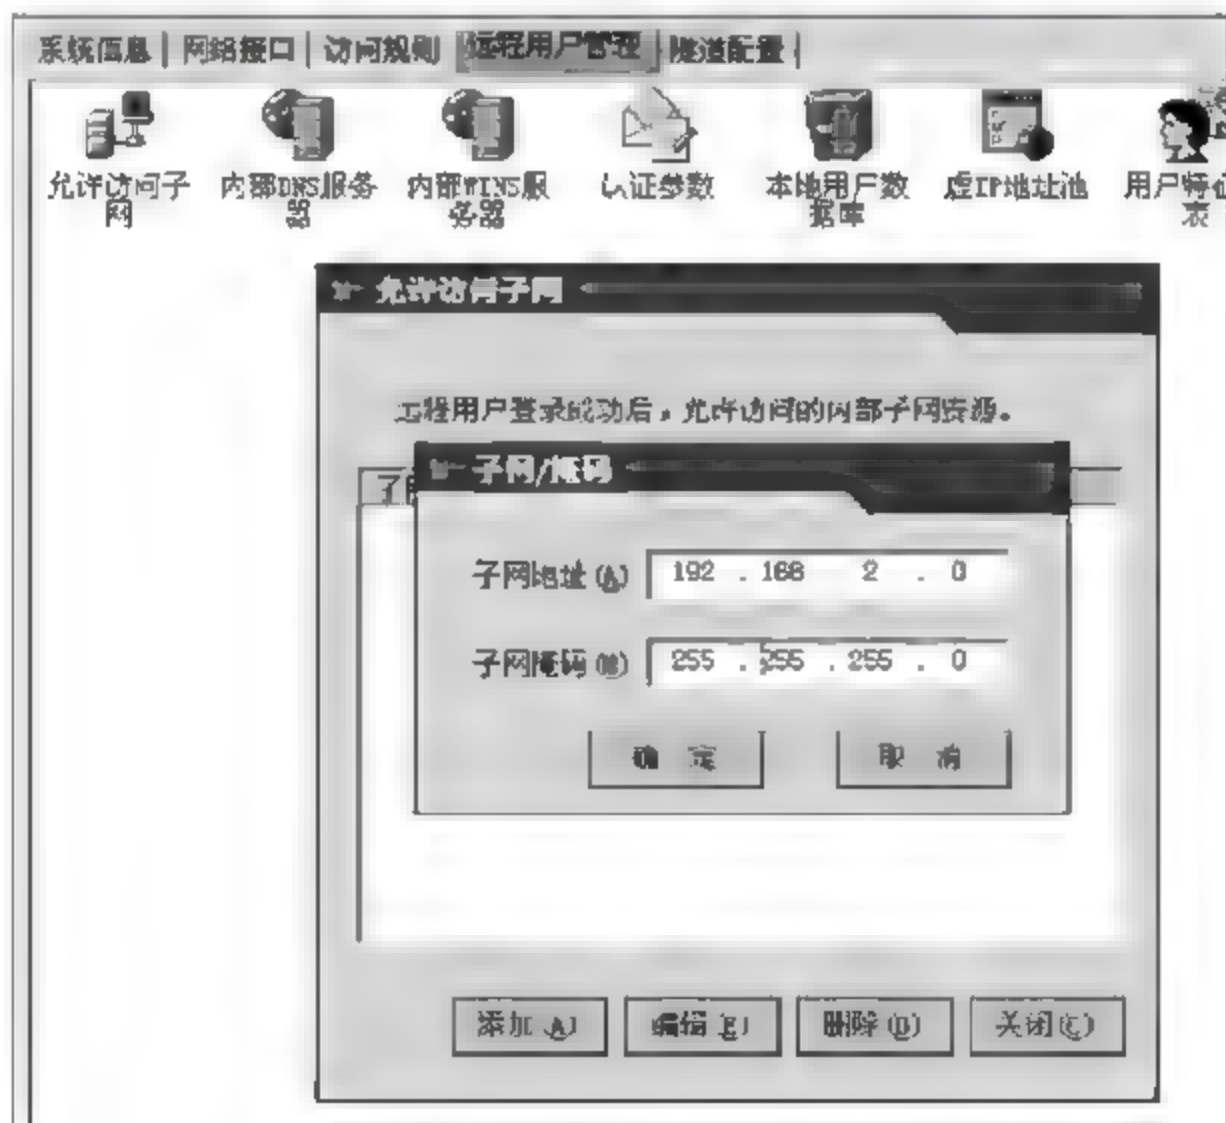 系统信息 网络接口 访问规则 远程用户管理 隧道配置
允许访问子网 内部DNS服务器 内部WINS服务器 认证参数 本地用户数据库 虚IP地址池 用户特征表
允许访问子网
远程用户登录成功后，允许访问的内部子网资源。
子网/掩码
子网
子网地址(A) 192 . 168 2 . 0
子网掩码(M) 255 . 255 . 255 . 0
确 定 取 消
添加(A) 编辑(E) 删除(D) 关闭(C)